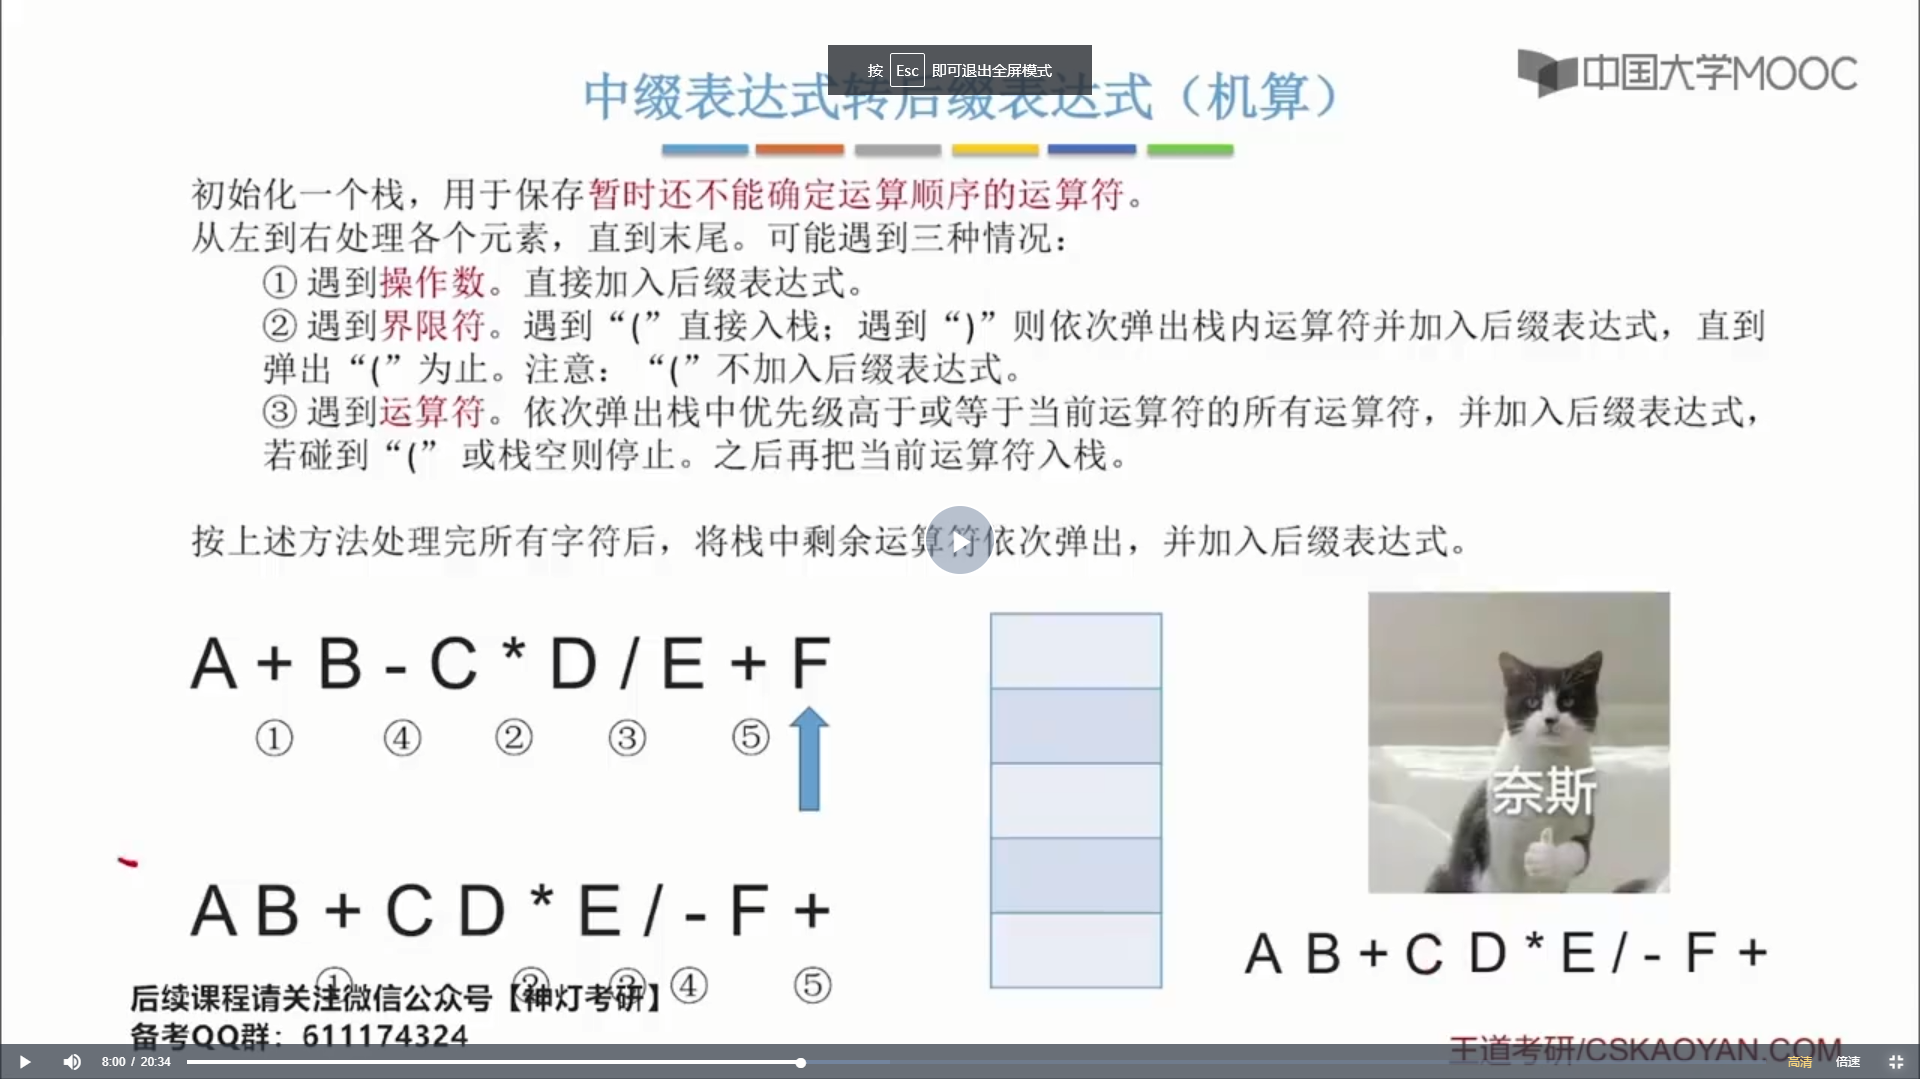 按 Esc 即可退出全屏模式
中缀表达式转后缀表达式（机算）
中国大学MOOC
初始化一个栈，用于保存暂时还不能确定运算顺序的运算符。
从左到右处理各个元素，直到末尾。可能遇到三种情况：
① 遇到操作数。直接加入后缀表达式。
② 遇到界限符。遇到“(”直接入栈；遇到“)”则依次弹出栈内运算符并加入后缀表达式，直到
弹出“(”为止。注意：“(”不加入后缀表达式。
③ 遇到运算符。依次弹出栈中优先级高于或等于当前运算符的所有运算符，并加入后缀表达式，
若碰到“(” 或栈空则停止。之后再把当前运算符入栈。
按上述方法处理完所有字符后，将栈中剩余运算符依次弹出，并加入后缀表达式。
A + B - C * D / E + F
① ④ ② ③ ⑤
奈斯
A B + C D * E / - F +
① ② ③ ④ ⑤
A B + C D * E / - F +
后续课程请关注微信公众号【神灯考研】
备考QQ群：611174324
王道考研/CSKAOYAN.COM
8:00 / 20:34
高清 倍速